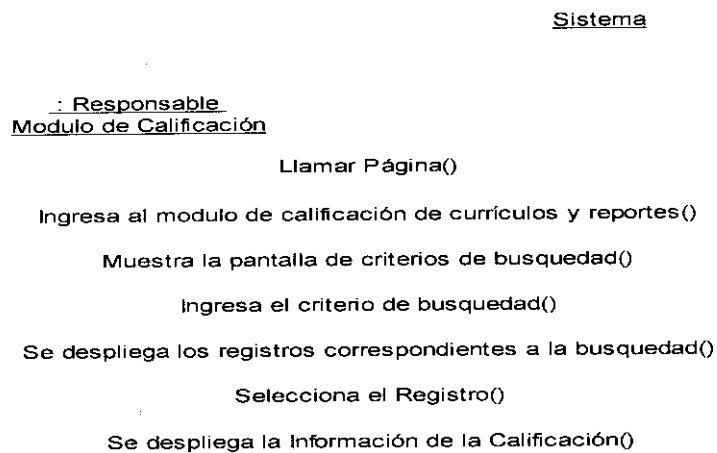 Sistema
: Responsable
Modulo de Calificación
Llamar Página()
Ingresa al modulo de calificación de currículos y reportes()
Muestra la pantalla de criterios de busquedad()
Ingresa el criterio de busquedad()
Se despliega los registros correspondientes a la busquedad()
Selecciona el Registro()
Se despliega la Información de la Calificación()